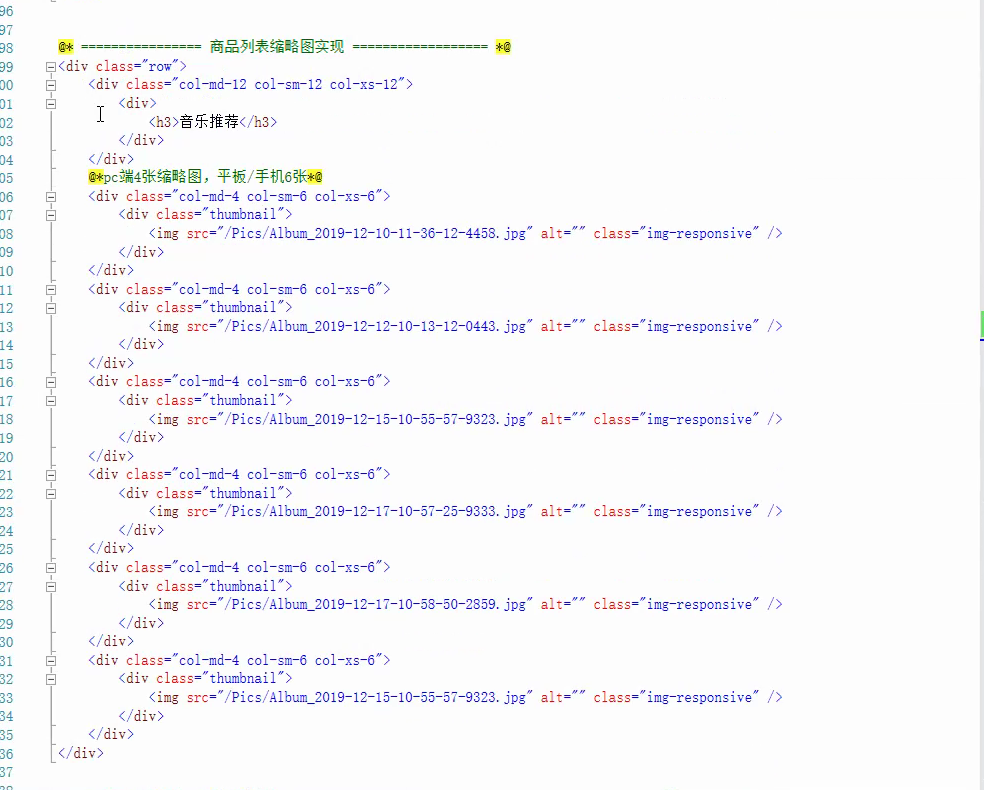 96
97
98 @* ================ 商品列表缩略图实现 ================== *@
99 <div class="row">
00 <div class="col-md-12 col-sm-12 col-xs-12">
01 <div>
02 <h3>音乐推荐</h3>
03 </div>
04 </div>
05 @*pc端4张缩略图，平板/手机6张*@
06 <div class="col-md-4 col-sm-6 col-xs-6">
07 <div class="thumbnail">
08 <img src="/Pics/Album_2019-12-10-11-36-12-4458.jpg" alt="" class="img-responsive" />
09 </div>
10 </div>
11 <div class="col-md-4 col-sm-6 col-xs-6">
12 <div class="thumbnail">
13 <img src="/Pics/Album_2019-12-12-10-13-12-0443.jpg" alt="" class="img-responsive" />
14 </div>
15 </div>
16 <div class="col-md-4 col-sm-6 col-xs-6">
17 <div class="thumbnail">
18 <img src="/Pics/Album_2019-12-15-10-55-57-9323.jpg" alt="" class="img-responsive" />
19 </div>
20 </div>
21 <div class="col-md-4 col-sm-6 col-xs-6">
22 <div class="thumbnail">
23 <img src="/Pics/Album_2019-12-17-10-57-25-9333.jpg" alt="" class="img-responsive" />
24 </div>
25 </div>
26 <div class="col-md-4 col-sm-6 col-xs-6">
27 <div class="thumbnail">
28 <img src="/Pics/Album_2019-12-17-10-58-50-2859.jpg" alt="" class="img-responsive" />
29 </div>
30 </div>
31 <div class="col-md-4 col-sm-6 col-xs-6">
32 <div class="thumbnail">
33 <img src="/Pics/Album_2019-12-15-10-55-57-9323.jpg" alt="" class="img-responsive" />
34 </div>
35 </div>
36 </div>
37